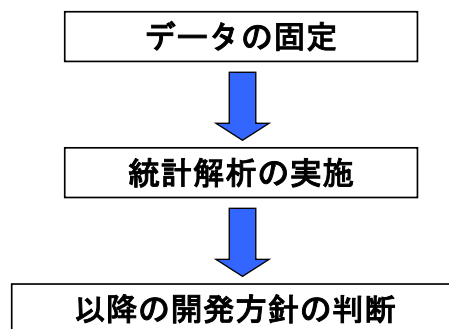 データの固定
統計解析の実施
以降の開発方針の判断